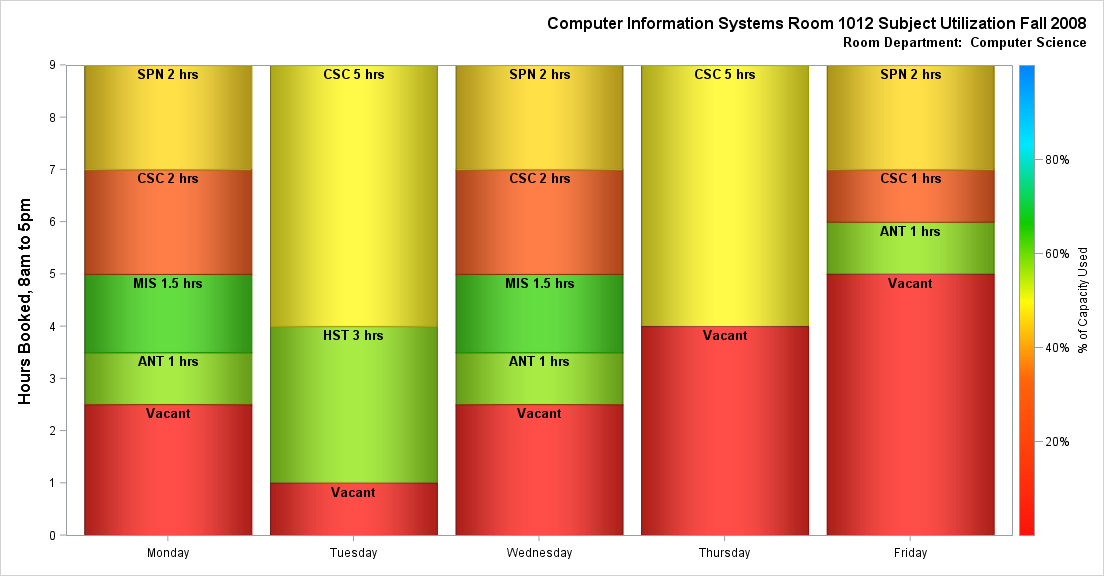 Computer Information Systems Room 1012 Subject Utilization Fall 2008
Room Department:  Computer Science
Hours Booked, 8am to 5pm
9
8
7
6
5
4
3
2
1
0
SPN 2 hrs
CSC 2 hrs
MIS 1.5 hrs
ANT 1 hrs
Vacant
CSC 5 hrs
HST 3 hrs
Vacant
SPN 2 hrs
CSC 2 hrs
MIS 1.5 hrs
ANT 1 hrs
Vacant
CSC 5 hrs
Vacant
SPN 2 hrs
CSC 1 hrs
ANT 1 hrs
Vacant
Monday
Tuesday
Wednesday
Thursday
Friday
80%
60%
40%
20%
% of Capacity Used